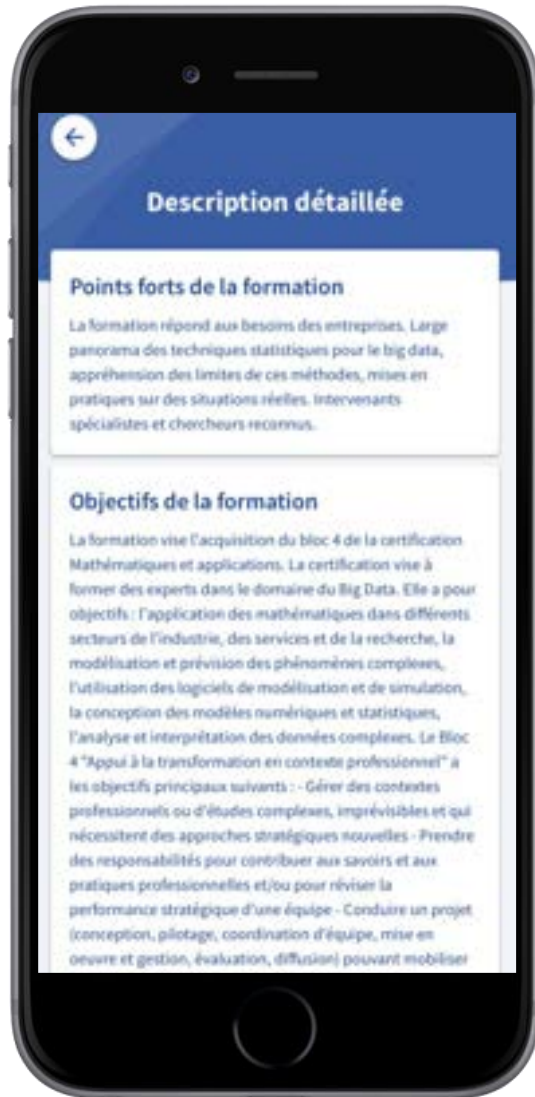 Description détaillée
Points forts de la formation
La formation répond aux besoins des entreprises. Large
panorama des techniques statistiques pour le big data,
appréhension des limites de ces méthodes, mises en
pratiques sur des situations réelles. Intervenants
spécialistes et chercheurs reconnus.
Objectifs de la formation
La formation vise l'acquisition du bloc 4 de la certification
Mathématiques et applications. La certification vise à
former des experts dans le domaine du Big Data. Elle a pour
objectifs : l'application des mathématiques dans différents
secteurs de l'industrie, des services et de la recherche, la
modélisation et prévision des phénomènes complexes,
l'utilisation des logiciels de modélisation et de simulation,
la conception des modèles numériques et statistiques,
l'analyse et interprétation des données complexes. Le Bloc
4 "Appui à la transformation en contexte professionnel" a
les objectifs principaux suivants : - Gérer des contextes
professionnels ou d'études complexes, imprévisibles et qui
nécessitent des approches stratégiques nouvelles - Prendre
des responsabilités pour contribuer aux savoirs et aux
pratiques professionnelles et/ou pour réviser la
performance stratégique d'une équipe - Conduire un projet
(conception, pilotage, coordination d'équipe, mise en
oeuvre et gestion, évaluation, diffusion) pouvant mobiliser